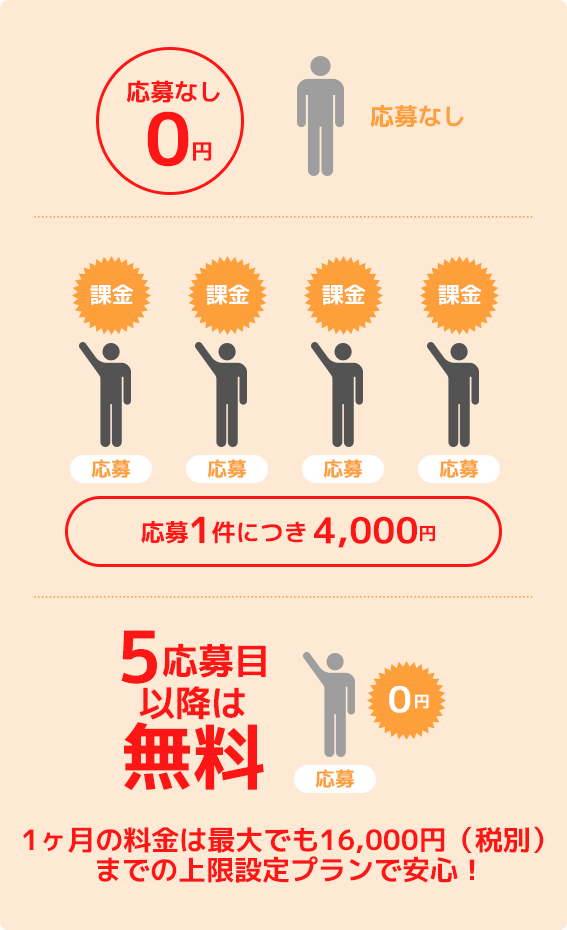 応募なし
0円
応募なし
課金 課金 課金 課金
応募 応募 応募 応募
応募1件につき4,000円
5応募目
以降は
無料
0円
応募
1ヶ月の料金は最大でも16,000円（税別）
までの上限設定プランで安心！